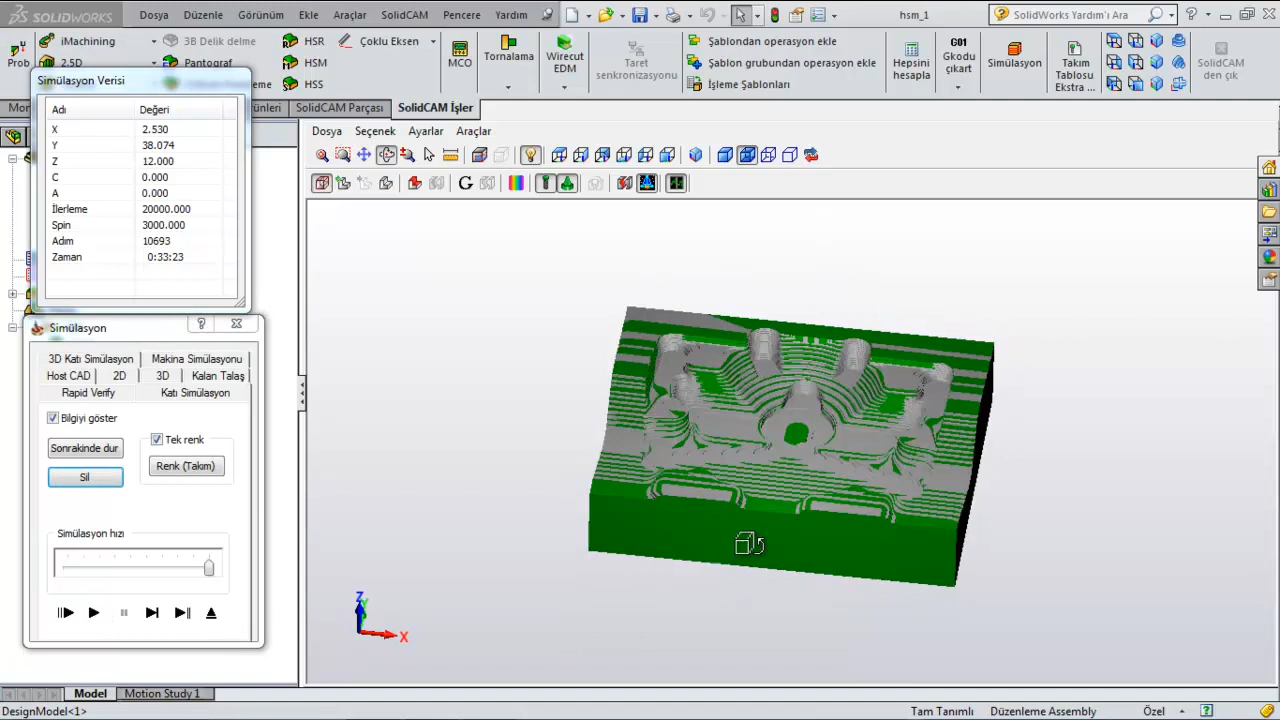 SOLIDWORKS Dosya Düzenle Görünüm Ekle Araçlar SolidCAM Pencere Yardım hsm_1 SolidWorks Yardım'ı Ara
iMachining 3B Delik delme HSR Çoklu Eksen Şablondan operasyon ekle
Prob 2.5D Pantograf HSM MCO Tornalama Wirecut EDM Taret senkronizasyonu Şablon grubundan operasyon ekle Hepsini hesapla G01 Gkodu çıkart Simülasyon Takım Tablosu Ekstra ... SolidCAM den çık
HSS İşleme Şablonları
SolidCAM Parçası SolidCAM İşler
Simülasyon Verisi
Dosya Seçenek Ayarlar Araçlar
Adı Değeri
X 2.530
Y 38.074
Z 12.000
C 0.000
A 0.000
İlerleme 20000.000
Spin 3000.000
Adım 10693
Zaman 0:33:23
Simülasyon
3D Katı Simülasyon Makina Simülasyonu
Host CAD 2D 3D Kalan Talaş
Rapid Verify Katı Simülasyon
Bilgiyi göster
Sonrakinde dur Tek renk
Sil Renk (Takım)
Simülasyon hızı
Z
Y
X
Model Motion Study 1
DesignModel<1> Tam Tanımlı Düzenleme Assembly Özel